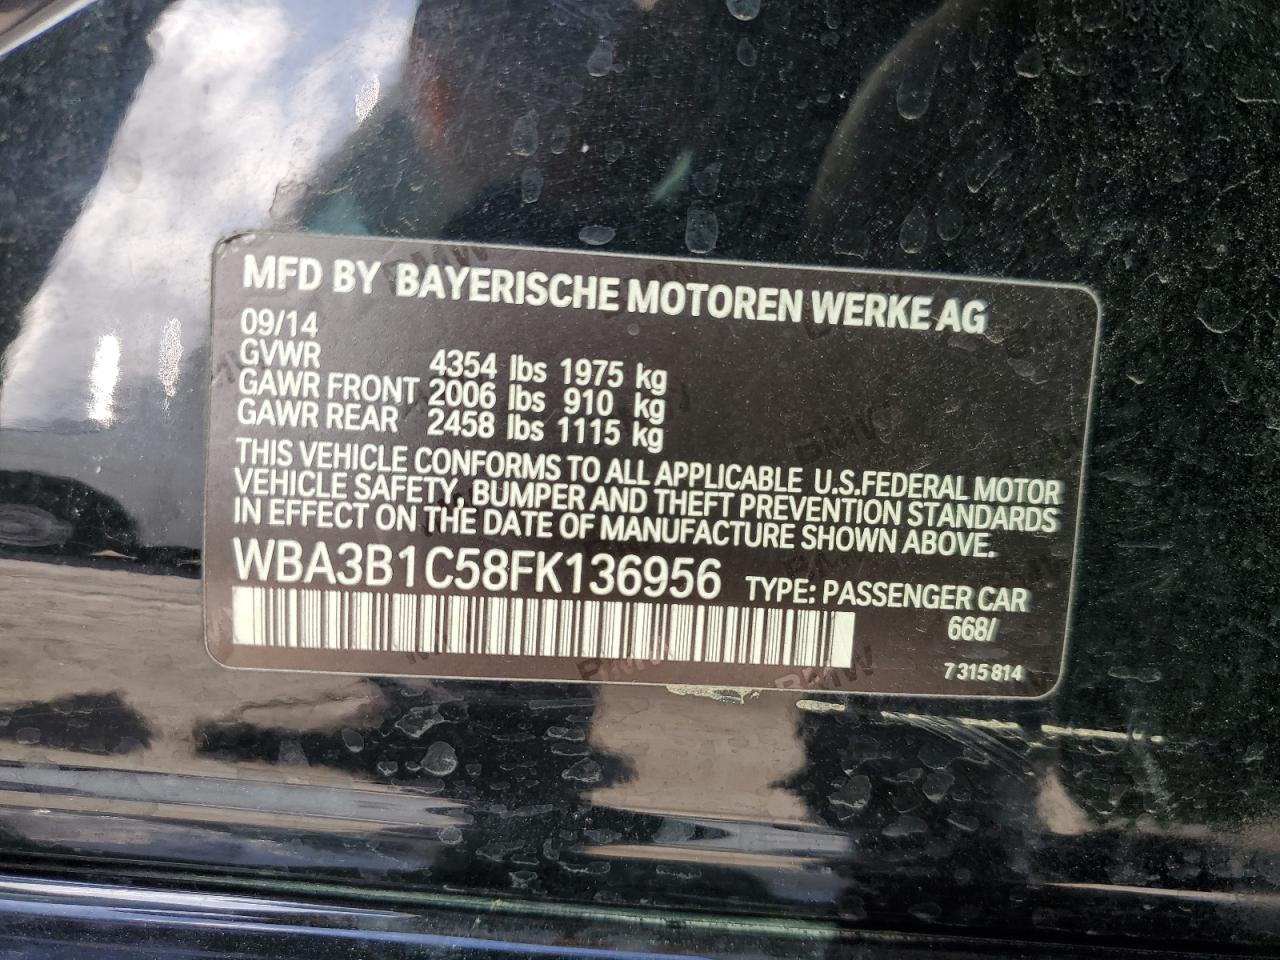 MFD BY BAYERISCHE MOTOREN WERKE AG
09/14
GVWR 4354 lbs 1975 kg
GAWR FRONT 2006 lbs 910 kg
GAWR REAR 2458 lbs 1115 kg
THIS VEHICLE CONFORMS TO ALL APPLICABLE U.S.FEDERAL MOTOR
VEHICLE SAFETY, BUMPER AND THEFT PREVENTION STANDARDS
IN EFFECT ON THE DATE OF MANUFACTURE SHOWN ABOVE.
WBA3B1C58FK136956 TYPE: PASSENGER CAR
668/
7 315 814